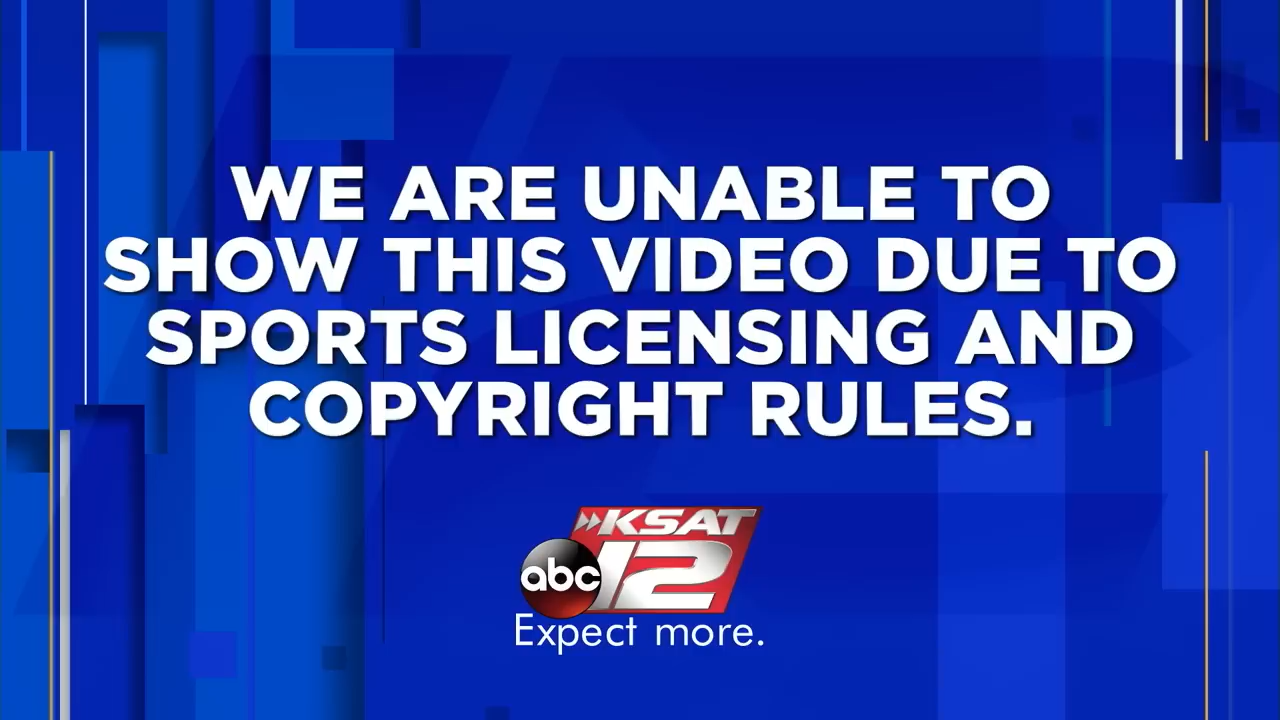 WE ARE UNABLE TO
SHOW THIS VIDEO DUE TO
SPORTS LICENSING AND
COPYRIGHT RULES.
KSAT
abc 12
Expect more.